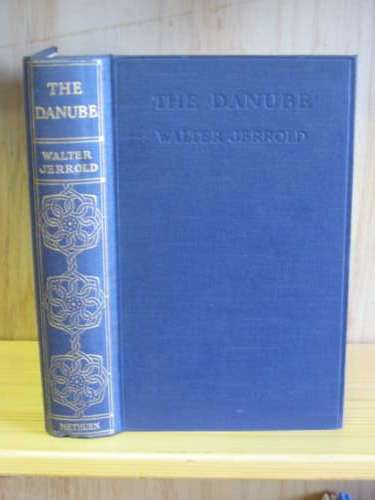 THE
DANUBE
WALTER
JERROLD
METHUEN
THE DANUBE
WALTER JERROLD